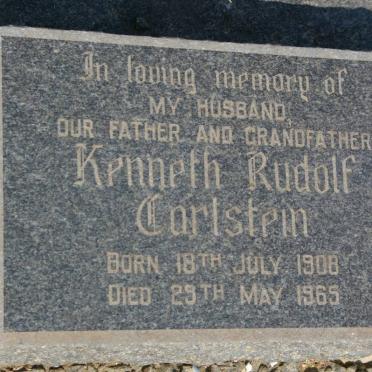 In loving memory of
MY HUSBAND,
OUR FATHER AND GRANDFATHER
Kenneth Rudolf
Carlstein
BORN 18TH JULY 1908
DIED 29TH MAY 1965